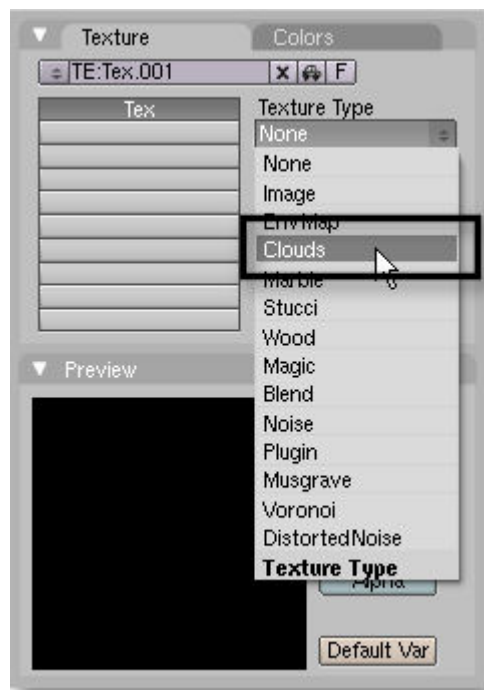 Texture Colors
TE:Tex.001 F
Tex
Texture Type
None
None
Image
EnvMap
Clouds
Marble
Stucci
Wood
Magic
Blend
Noise
Plugin
Musgrave
Voronoi
DistortedNoise
Texture Type
Preview
Alpha
Default Var